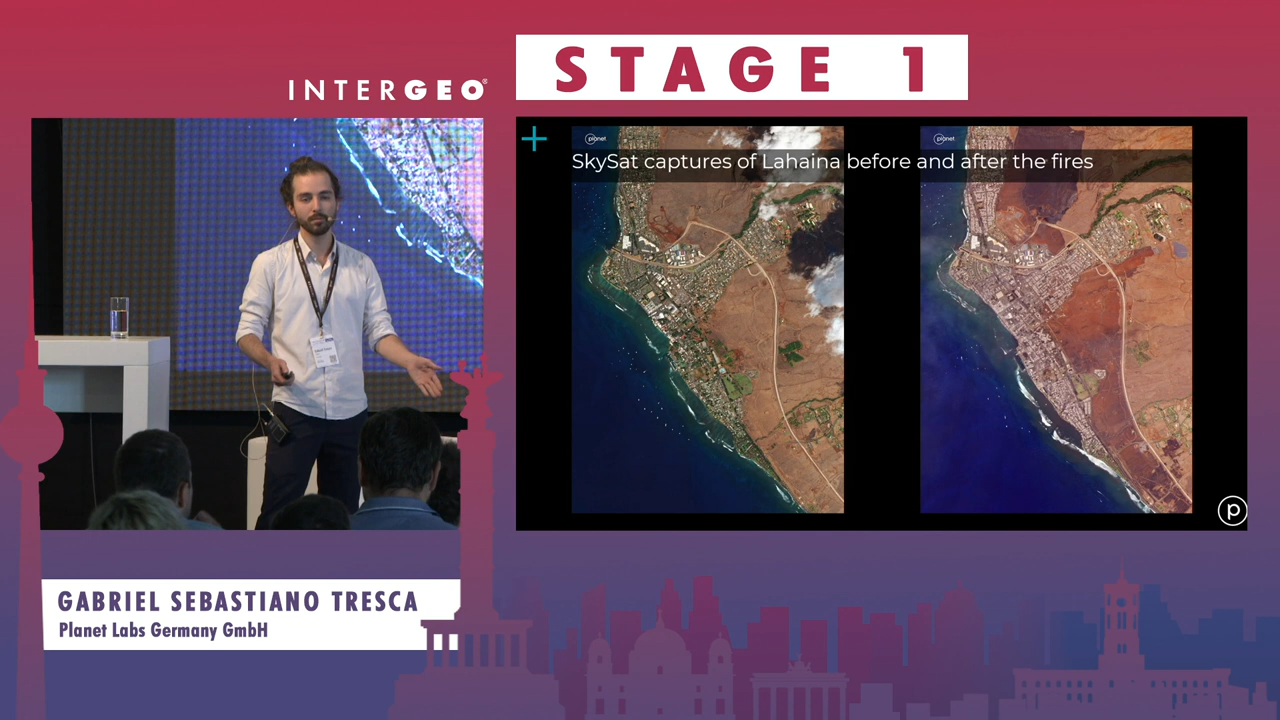 STAGE 1
INTERGEO®
planet
planet
SkySat captures of Lahaina before and after the fires
p
GABRIEL SEBASTIANO TRESCA
Planet Labs Germany GmbH